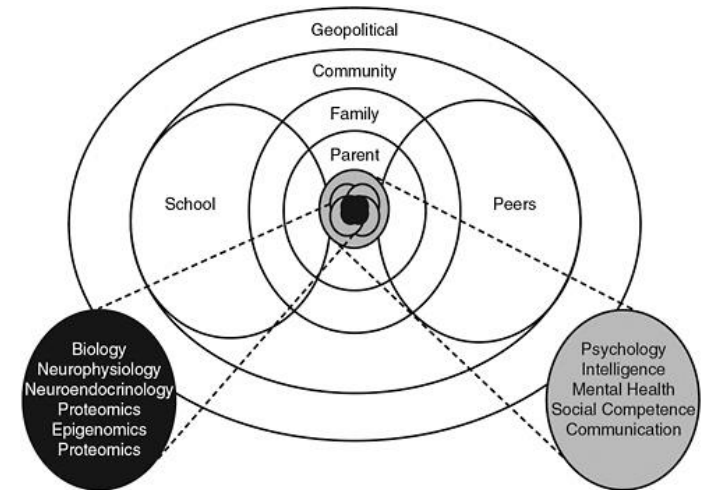 Geopolitical
Community
Family
Parent
School
Peers
Biology
Neurophysiology
Neuroendocrinology
Proteomics
Epigenomics
Proteomics
Psychology
Intelligence
Mental Health
Social Competence
Communication